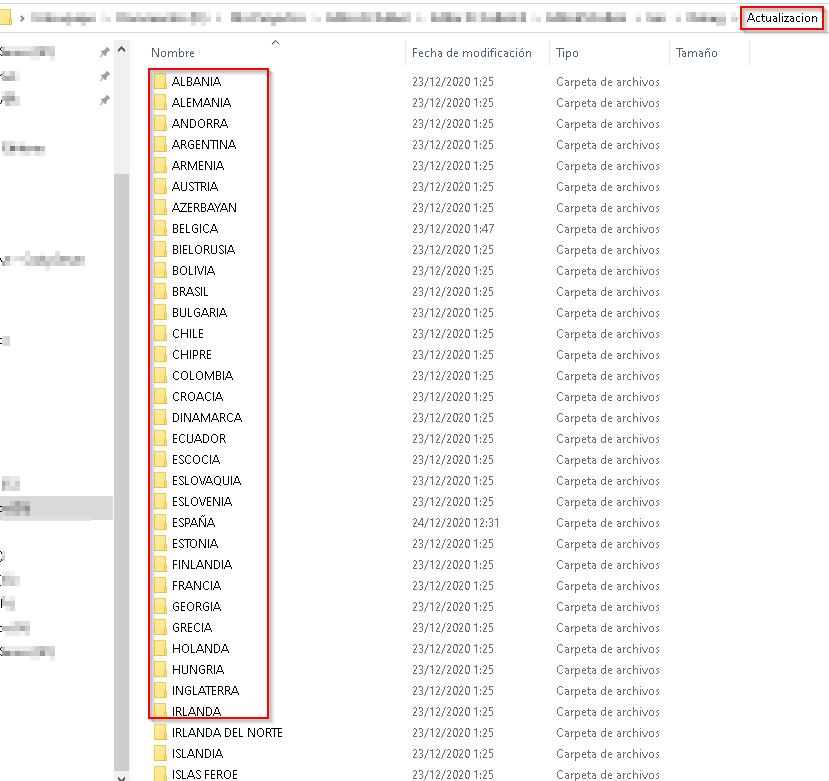 Actualizacion
Nombre Fecha de modificación Tipo Tamaño
ALBANIA 23/12/2020 1:25 Carpeta de archivos
ALEMANIA 23/12/2020 1:25 Carpeta de archivos
ANDORRA 23/12/2020 1:25 Carpeta de archivos
ARGENTINA 23/12/2020 1:25 Carpeta de archivos
ARMENIA 23/12/2020 1:25 Carpeta de archivos
AUSTRIA 23/12/2020 1:25 Carpeta de archivos
AZERBAYAN 23/12/2020 1:25 Carpeta de archivos
BELGICA 23/12/2020 1:47 Carpeta de archivos
BIELORUSIA 23/12/2020 1:25 Carpeta de archivos
BOLIVIA 23/12/2020 1:25 Carpeta de archivos
BRASIL 23/12/2020 1:25 Carpeta de archivos
BULGARIA 23/12/2020 1:25 Carpeta de archivos
CHILE 23/12/2020 1:25 Carpeta de archivos
CHIPRE 23/12/2020 1:25 Carpeta de archivos
COLOMBIA 23/12/2020 1:25 Carpeta de archivos
CROACIA 23/12/2020 1:25 Carpeta de archivos
DINAMARCA 23/12/2020 1:25 Carpeta de archivos
ECUADOR 23/12/2020 1:25 Carpeta de archivos
ESCOCIA 23/12/2020 1:25 Carpeta de archivos
ESLOVAQUIA 23/12/2020 1:25 Carpeta de archivos
ESLOVENIA 23/12/2020 1:25 Carpeta de archivos
ESPAÑA 24/12/2020 12:31 Carpeta de archivos
ESTONIA 23/12/2020 1:25 Carpeta de archivos
FINLANDIA 23/12/2020 1:25 Carpeta de archivos
FRANCIA 23/12/2020 1:25 Carpeta de archivos
GEORGIA 23/12/2020 1:25 Carpeta de archivos
GRECIA 23/12/2020 1:25 Carpeta de archivos
HOLANDA 23/12/2020 1:25 Carpeta de archivos
HUNGRIA 23/12/2020 1:25 Carpeta de archivos
INGLATERRA 23/12/2020 1:25 Carpeta de archivos
IRLANDA 23/12/2020 1:25 Carpeta de archivos
IRLANDA DEL NORTE 23/12/2020 1:25 Carpeta de archivos
ISLANDIA 23/12/2020 1:25 Carpeta de archivos
ISLAS FEROE 23/12/2020 1:25 Carpeta de archivos